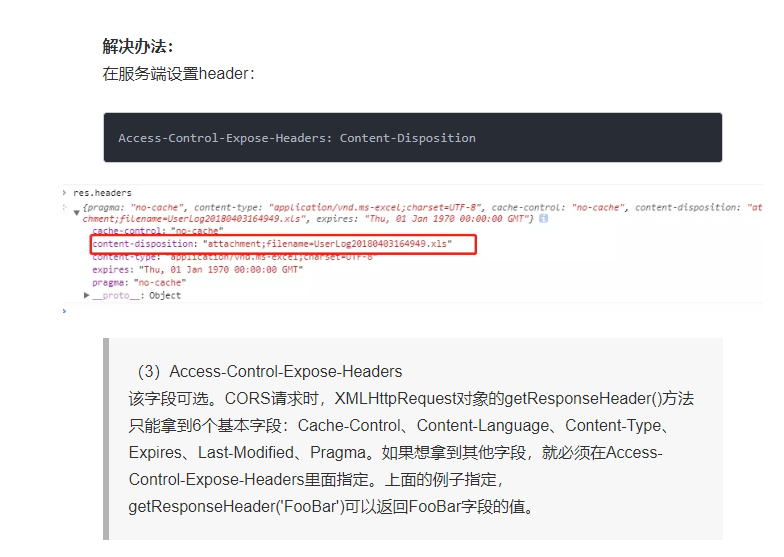 解决办法：
在服务端设置header：
Access-Control-Expose-Headers: Content-Disposition
res.headers
{pragma: "no-cache", content-type: "application/vnd.ms-excel;charset=UTF-8", cache-control: "no-cache", content-disposition: "at
chment;filename=UserLog20180403164949.xls", expires: "Thu, 01 Jan 1970 00:00:00 GMT"}
cache-control: "no-cache"
content-disposition: "attachment;filename=UserLog20180403164949.xls"
content-type: "application/vnd.ms-excel;charset=UTF-8"
expires: "Thu, 01 Jan 1970 00:00:00 GMT"
pragma: "no-cache"
__proto__: Object
（3）Access-Control-Expose-Headers
该字段可选。CORS请求时，XMLHttpRequest对象的getResponseHeader()方法
只能拿到6个基本字段：Cache-Control、Content-Language、Content-Type、
Expires、Last-Modified、Pragma。如果想拿到其他字段，就必须在Access-
Control-Expose-Headers里面指定。上面的例子指定，
getResponseHeader('FooBar')可以返回FooBar字段的值。